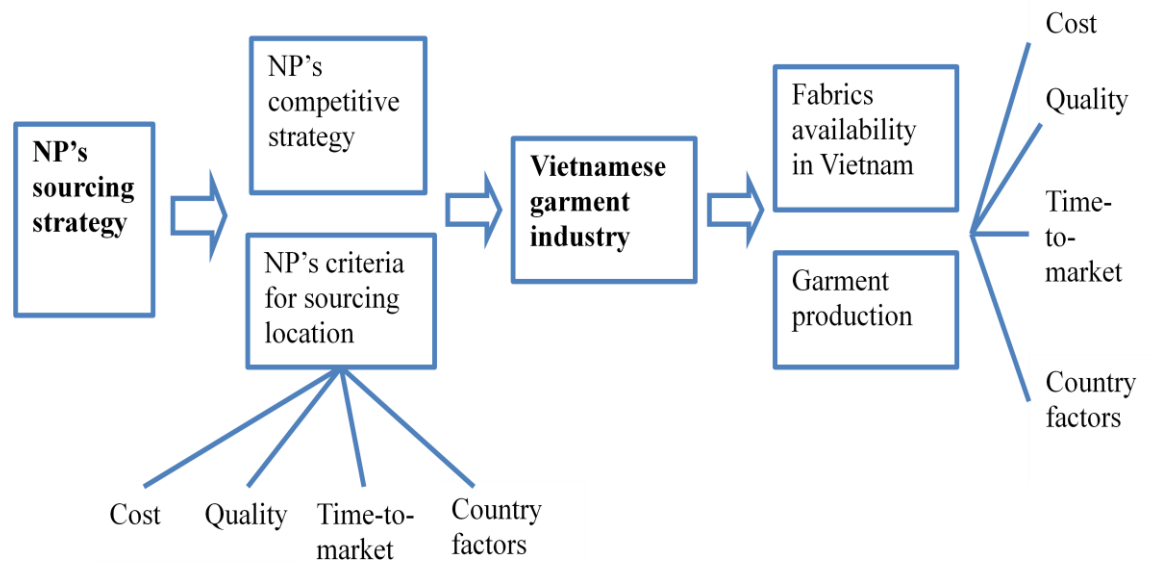 NP’s
sourcing
strategy
NP’s
competitive
strategy
NP’s criteria
for sourcing
location
Cost
Quality
Time-to-
market
Country
factors
Vietnamese
garment
industry
Fabrics
availability
in Vietnam
Garment
production
Cost
Quality
Time-
to-
market
Country
factors